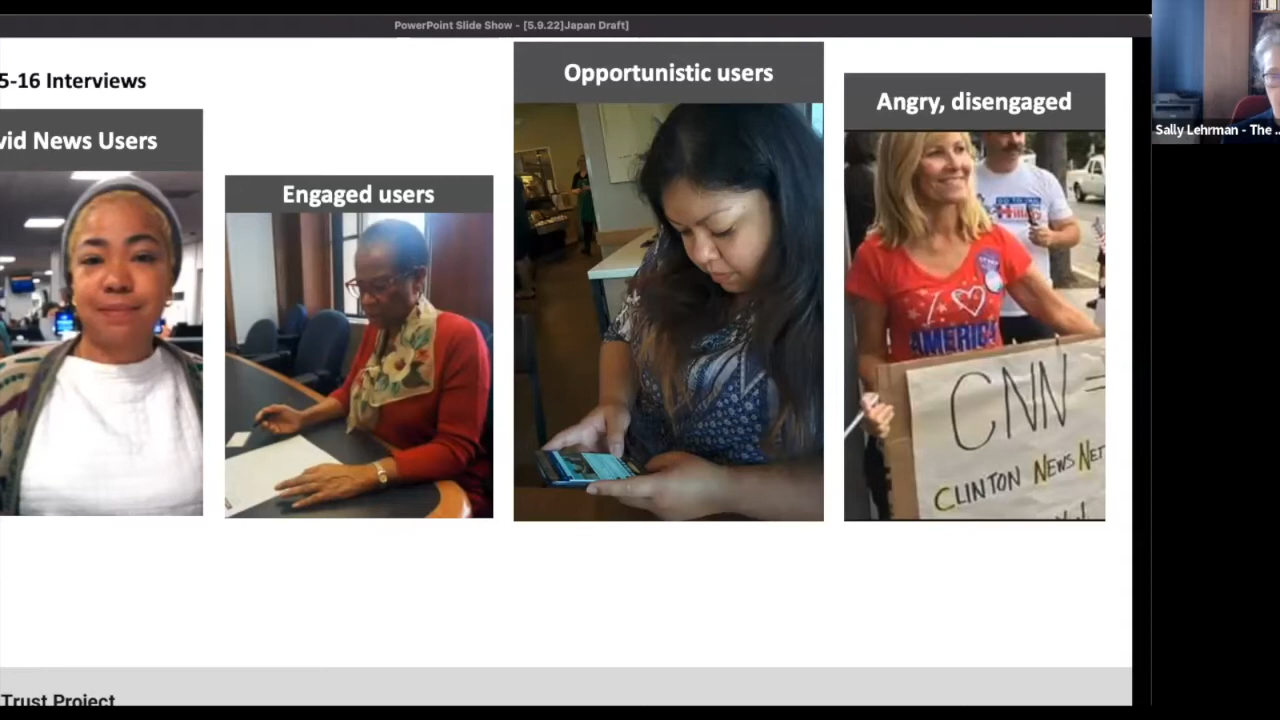 PowerPoint Slide Show - [5.9.22]Japan Draft]
5-16 Interviews
vid News Users
Engaged users
Opportunistic users
Angry, disengaged
I
AMERICA
CNN =
CLINTON NEWS NET
Sally Lehrman - The ...
Trust Project